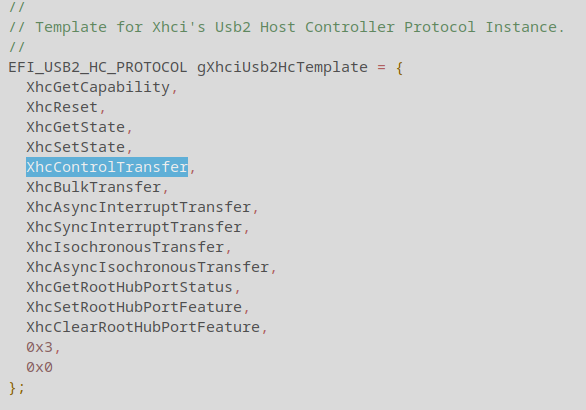 //
// Template for Xhci's Usb2 Host Controller Protocol Instance.
//
EFI_USB2_HC_PROTOCOL gXhciUsb2HcTemplate = {
  XhcGetCapability,
  XhcReset,
  XhcGetState,
  XhcSetState,
  XhcControlTransfer,
  XhcBulkTransfer,
  XhcAsyncInterruptTransfer,
  XhcSyncInterruptTransfer,
  XhcIsochronousTransfer,
  XhcAsyncIsochronousTransfer,
  XhcGetRootHubPortStatus,
  XhcSetRootHubPortFeature,
  XhcClearRootHubPortFeature,
  0x3,
  0x0
};